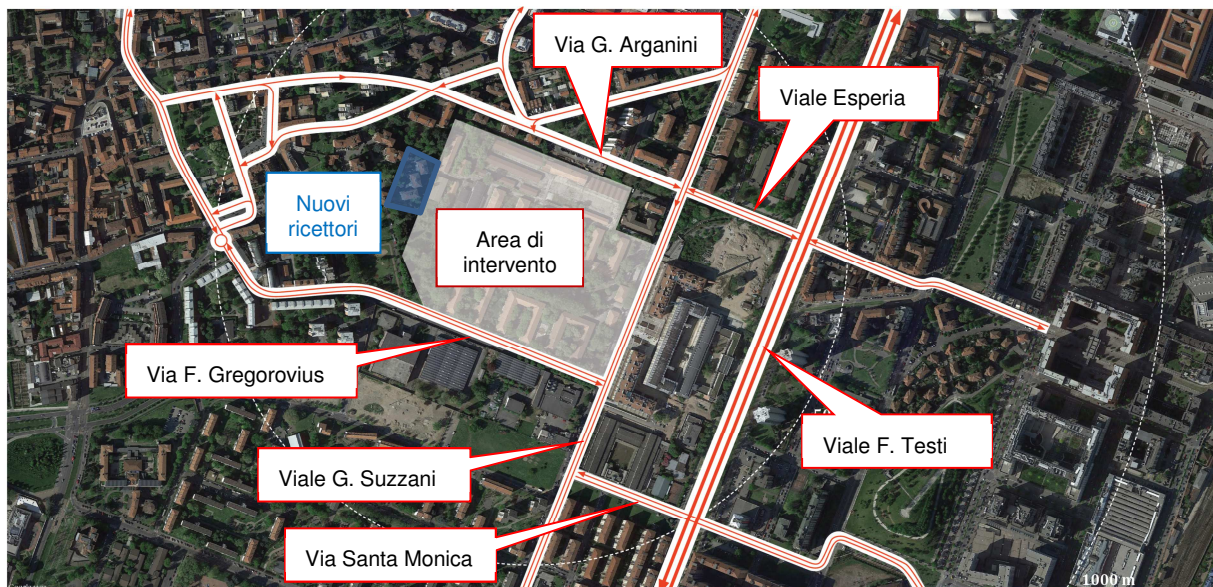 Via G. Arganini
Viale Esperia
Nuovi
ricettori
Area di
intervento
Via F. Gregorovius
Viale F. Testi
Viale G. Suzzani
Via Santa Monica
1000 m